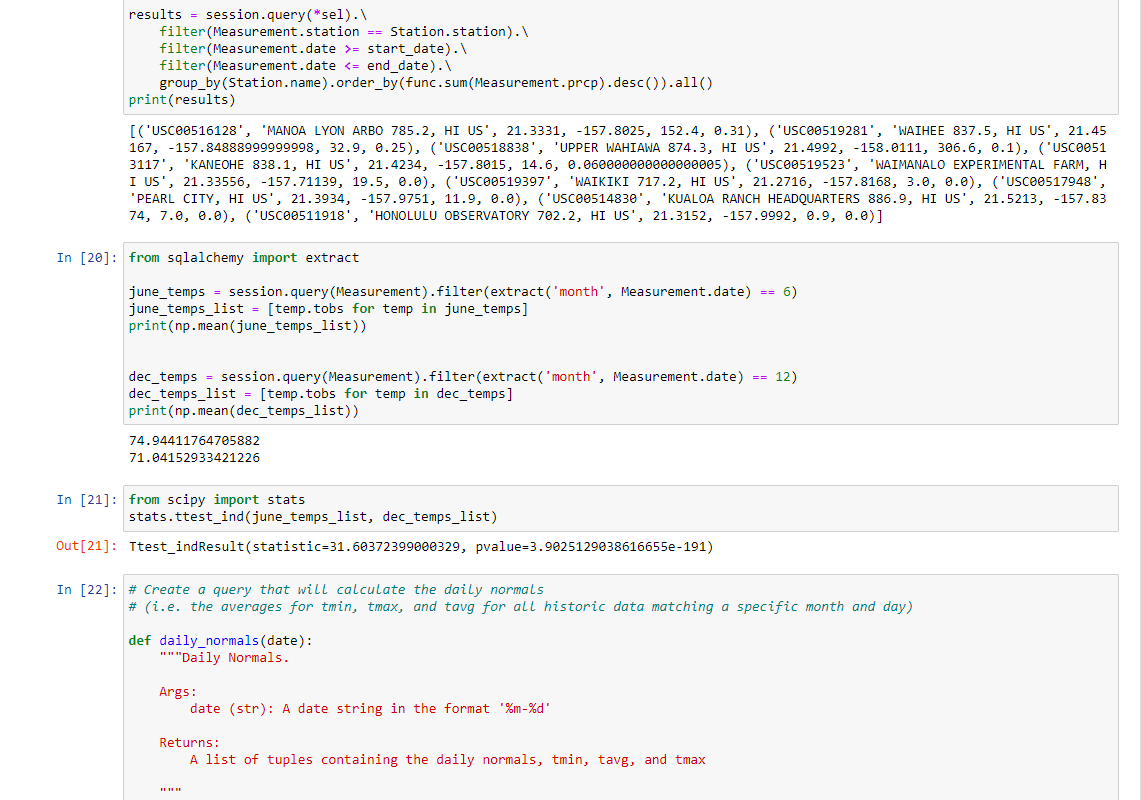 results = session.query(*sel).\
    filter(Measurement.station == Station.station).\
    filter(Measurement.date >= start_date).\
    filter(Measurement.date <= end_date).\
    group_by(Station.name).order_by(func.sum(Measurement.prcp).desc()).all()
print(results)
[('USC00516128', 'MANOA LYON ARBO 785.2, HI US', 21.3331, -157.8025, 152.4, 0.31), ('USC00519281', 'WAIHEE 837.5, HI US', 21.45
167, -157.84888999999998, 32.9, 0.25), ('USC00518838', 'UPPER WAHIAWA 874.3, HI US', 21.4992, -158.0111, 306.6, 0.1), ('USC0051
3117', 'KANEOHE 838.1, HI US', 21.4234, -157.8015, 14.6, 0.060000000000000005), ('USC00519523', 'WAIMANALO EXPERIMENTAL FARM, H
I US', 21.33556, -157.71139, 19.5, 0.0), ('USC00519397', 'WAIKIKI 717.2, HI US', 21.2716, -157.8168, 3.0, 0.0), ('USC00517948',
'PEARL CITY, HI US', 21.3934, -157.9751, 11.9, 0.0), ('USC00514830', 'KUALOA RANCH HEADQUARTERS 886.9, HI US', 21.5213, -157.83
74, 7.0, 0.0), ('USC00511918', 'HONOLULU OBSERVATORY 702.2, HI US', 21.3152, -157.9992, 0.9, 0.0)]
In [20]: from sqlalchemy import extract
june_temps = session.query(Measurement).filter(extract('month', Measurement.date) == 6)
june_temps_list = [temp.tobs for temp in june_temps]
print(np.mean(june_temps_list))
dec_temps = session.query(Measurement).filter(extract('month', Measurement.date) == 12)
dec_temps_list = [temp.tobs for temp in dec_temps]
print(np.mean(dec_temps_list))
74.94411764705882
71.04152933421226
In [21]: from scipy import stats
stats.ttest_ind(june_temps_list, dec_temps_list)
Out[21]: Ttest_indResult(statistic=31.60372399000329, pvalue=3.9025129038616655e-191)
In [22]: # Create a query that will calculate the daily normals
# (i.e. the averages for tmin, tmax, and tavg for all historic data matching a specific month and day)
def daily_normals(date):
    """Daily Normals.
    Args:
        date (str): A date string in the format '%m-%d'
    Returns:
        A list of tuples containing the daily normals, tmin, tavg, and tmax
    """